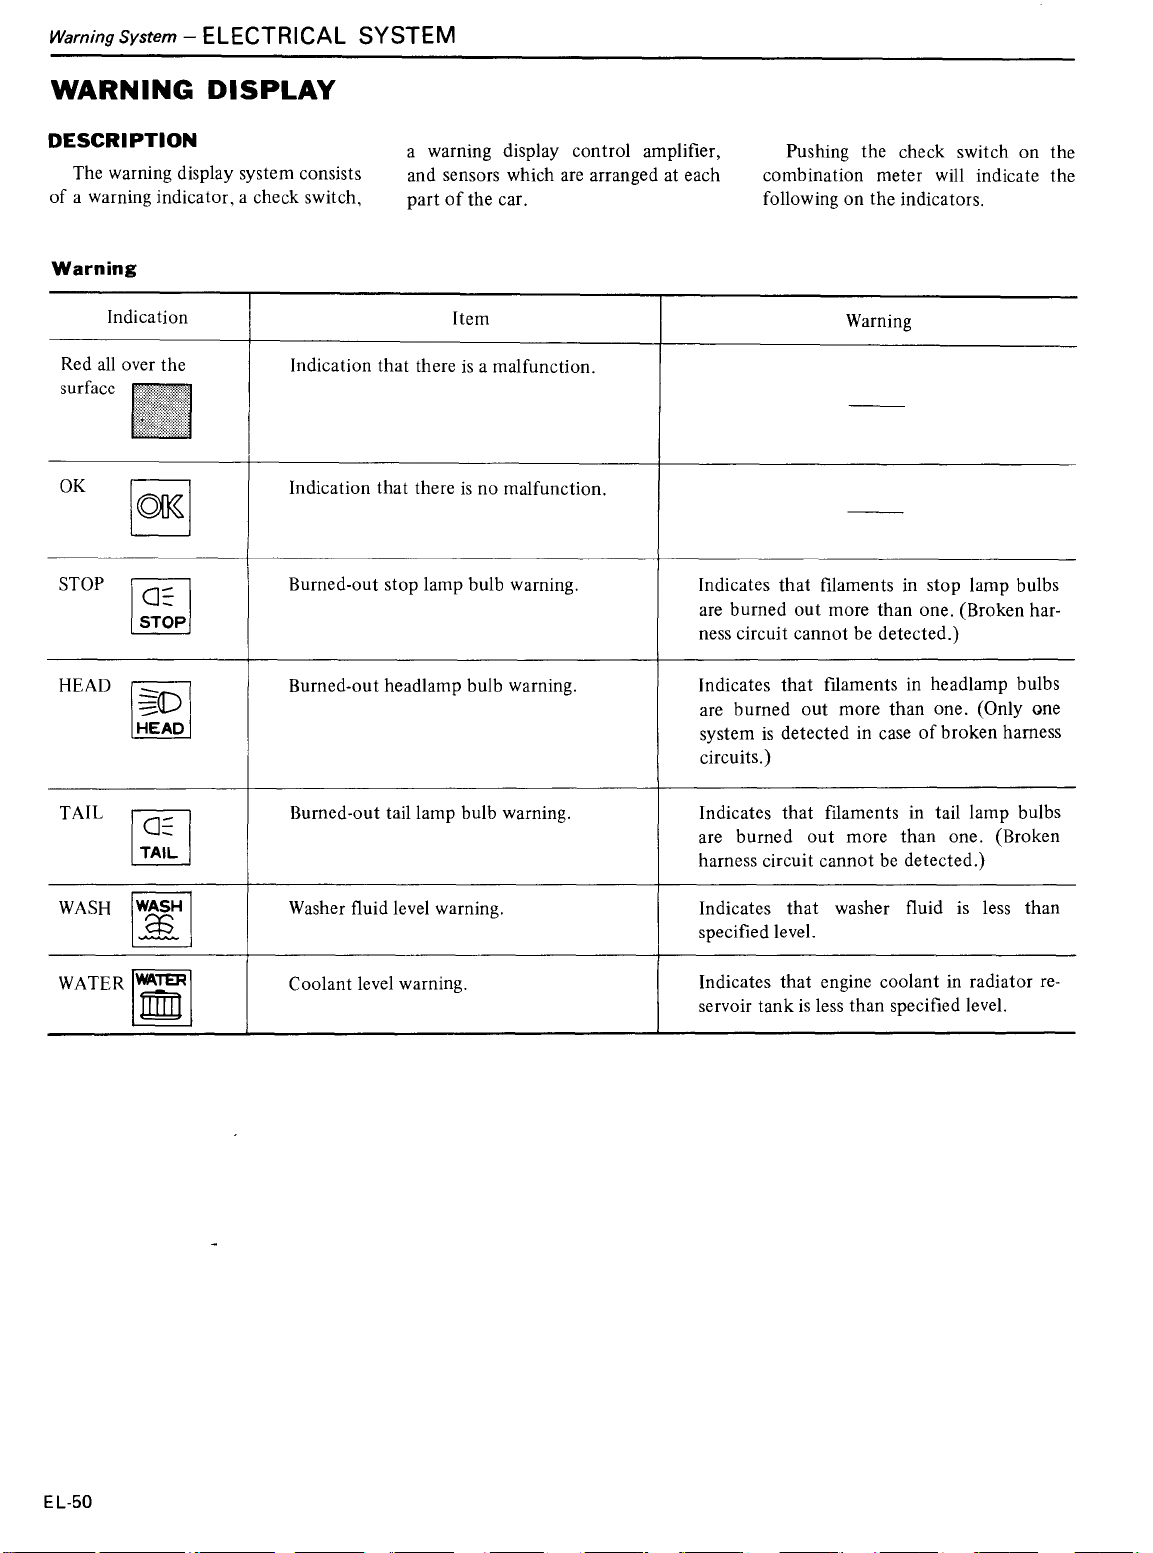 Warning System – ELECTRICAL SYSTEM
WARNING DISPLAY
DESCRIPTION
The warning display system consists
of a warning indicator, a check switch,
a warning display control amplifier,
and sensors which are arranged at each
part of the car.
Pushing the check switch on the
combination meter will indicate the
following on the indicators.
Warning
Indication Item Warning
Red all over the
surface
Indication that there is a malfunction.
——
OK
OK
Indication that there is no malfunction.
——
STOP
STOP
Burned-out stop lamp bulb warning.
Indicates that filaments in stop lamp bulbs
are burned out more than one. (Broken har-
ness circuit cannot be detected.)
HEAD
HEAD
Burned-out headlamp bulb warning.
Indicates that filaments in headlamp bulbs
are burned out more than one. (Only one
system is detected in case of broken harness
circuits.)
TAIL
TAIL
Burned-out tail lamp bulb warning.
Indicates that filaments in tail lamp bulbs
are burned out more than one. (Broken
harness circuit cannot be detected.)
WASH
WASH
Washer fluid level warning.
Indicates that washer fluid is less than
specified level.
WATER
WATER
Coolant level warning.
Indicates that engine coolant in radiator re-
servoir tank is less than specified level.
EL-50